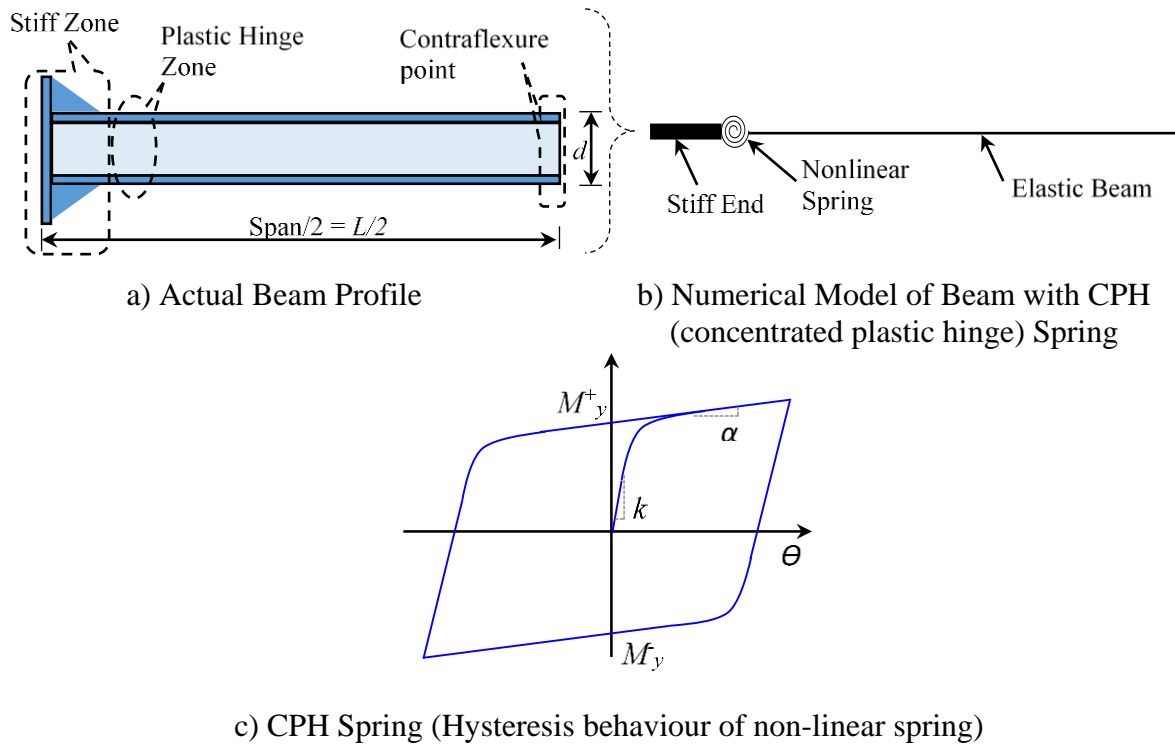 Stiff Zone
Plastic Hinge
Zone
Contraflexure
point
d
Span/2 = L/2
Stiff End
Nonlinear
Spring
Elastic Beam
a) Actual Beam Profile
b) Numerical Model of Beam with CPH
(concentrated plastic hinge) Spring
M+y
α
k
θ
M-y
c) CPH Spring (Hysteresis behaviour of non-linear spring)